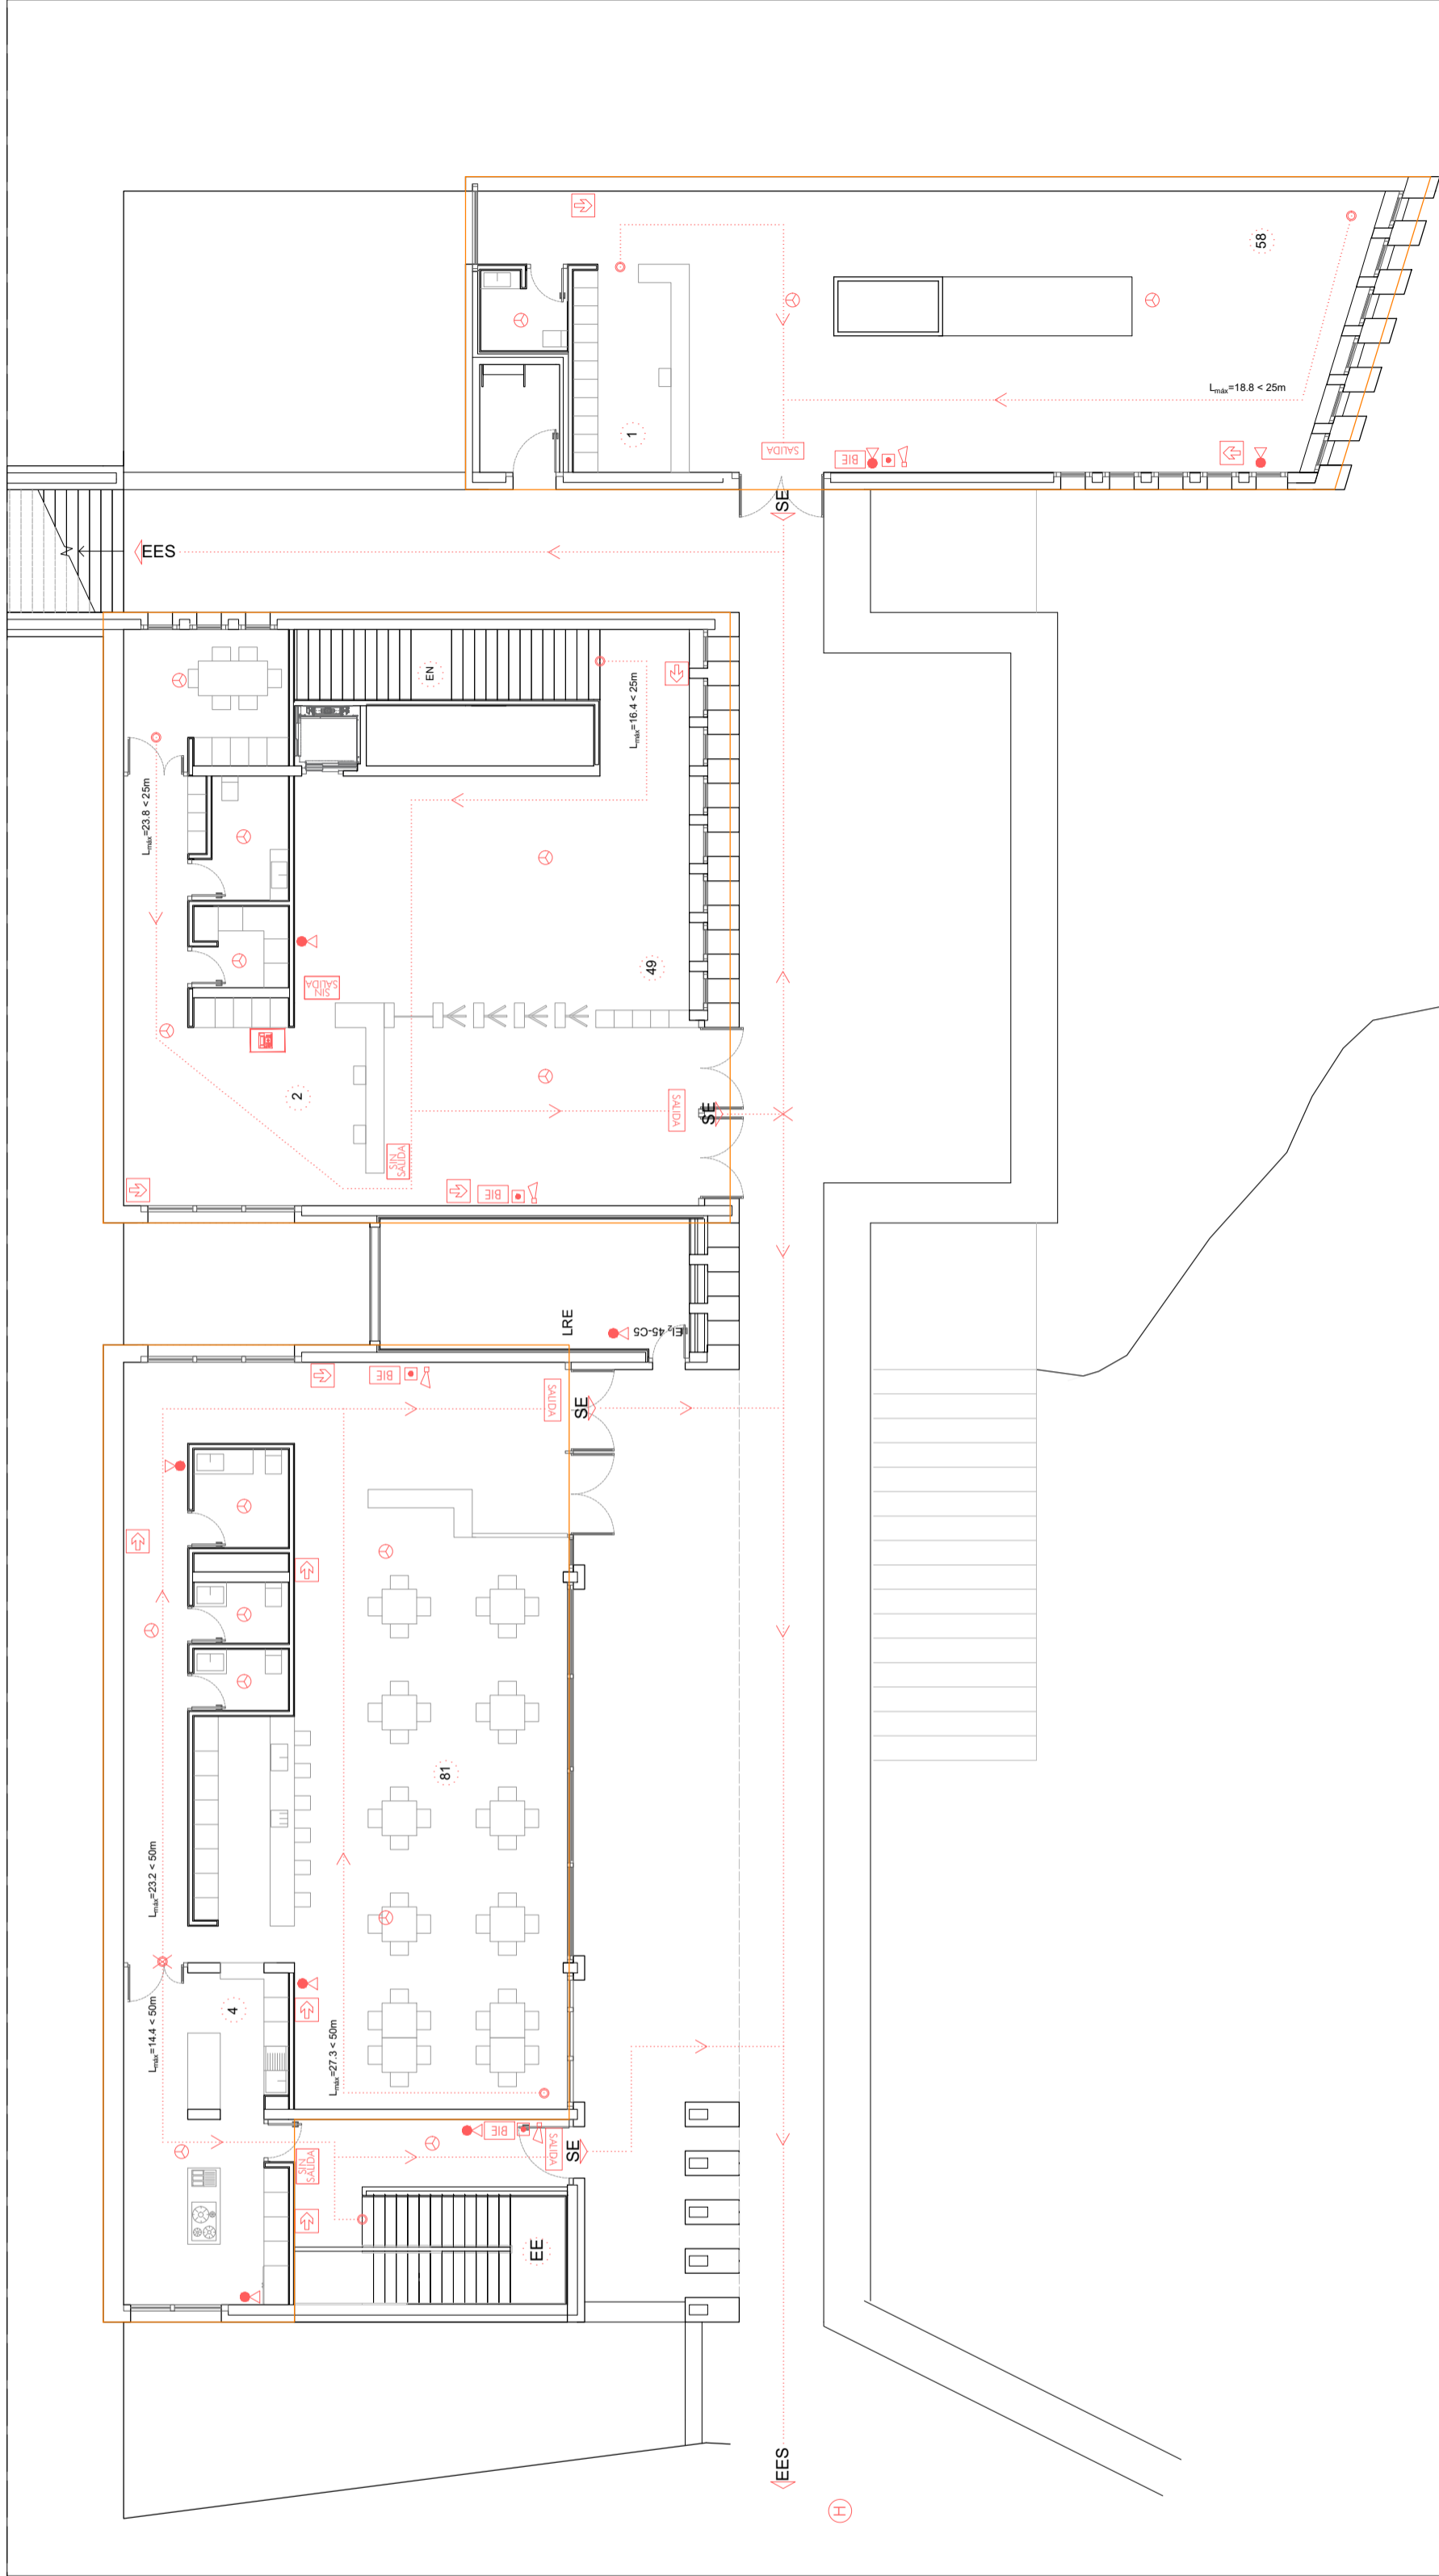 58
Lmáx=18.8 < 25m
1
SALIDA
BIE
SE
EES
EN
Lmáx=16.4 < 25m
Lmáx=23.8 < 25m
49
SIN
SALIDA
2
SALIDA
SE
SIN
SALIDA
BIE
LRE
EI₂ 45-C5
BIE
SALIDA
SE
81
Lmáx=23.2 < 50m
4
Lmáx=14.4 < 50m
Lmáx=27.3 < 50m
BIE
SALIDA
SE
SIN
SALIDA
EE
EES
H